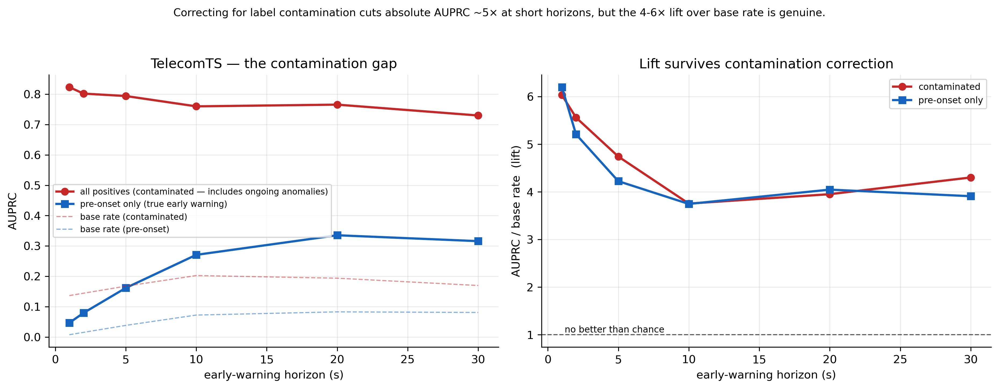 Correcting for label contamination cuts absolute AUPRC ~5× at short horizons, but the 4-6× lift over base rate is genuine.
TelecomTS — the contamination gap
AUPRC
0.8
0.7
0.6
0.5
0.4
0.3
0.2
0.1
0.0
all positives (contaminated — includes ongoing anomalies)
pre-onset only (true early warning)
base rate (contaminated)
base rate (pre-onset)
0 5 10 15 20 25 30
early-warning horizon (s)
Lift survives contamination correction
AUPRC / base rate (lift)
6
5
4
3
2
1
contaminated
pre-onset only
no better than chance
0 5 10 15 20 25 30
early-warning horizon (s)